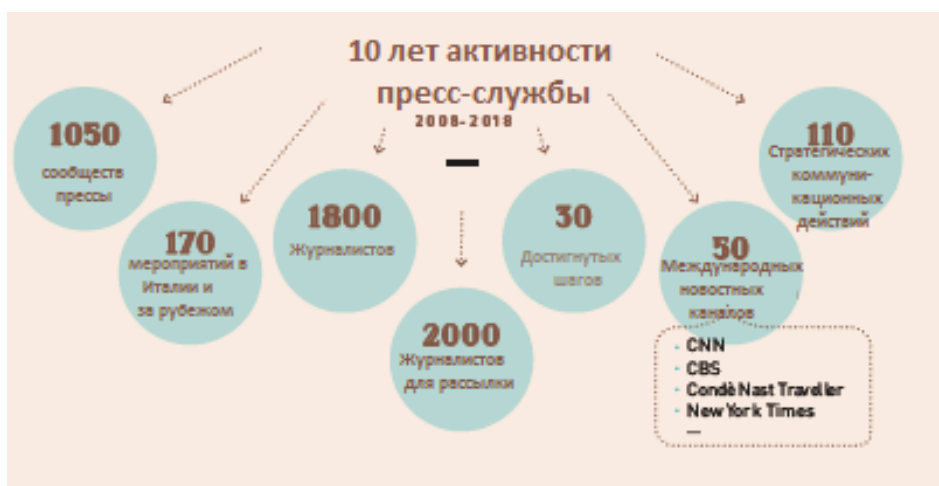 10 лет активности
пресс-службы
2008-2018
1050
сообществ
прессы
170
мероприятий в
Италии и
за рубежом
1800
Журналистов
2000
Журналистов
для рассылки
30
Достигнутых
шагов
50
Международных
новостных
каналов
110
Стратегических
коммуни-
кационных
действий
- CNN
- CBS
- Condè Nast Traveller
- New York Times
—